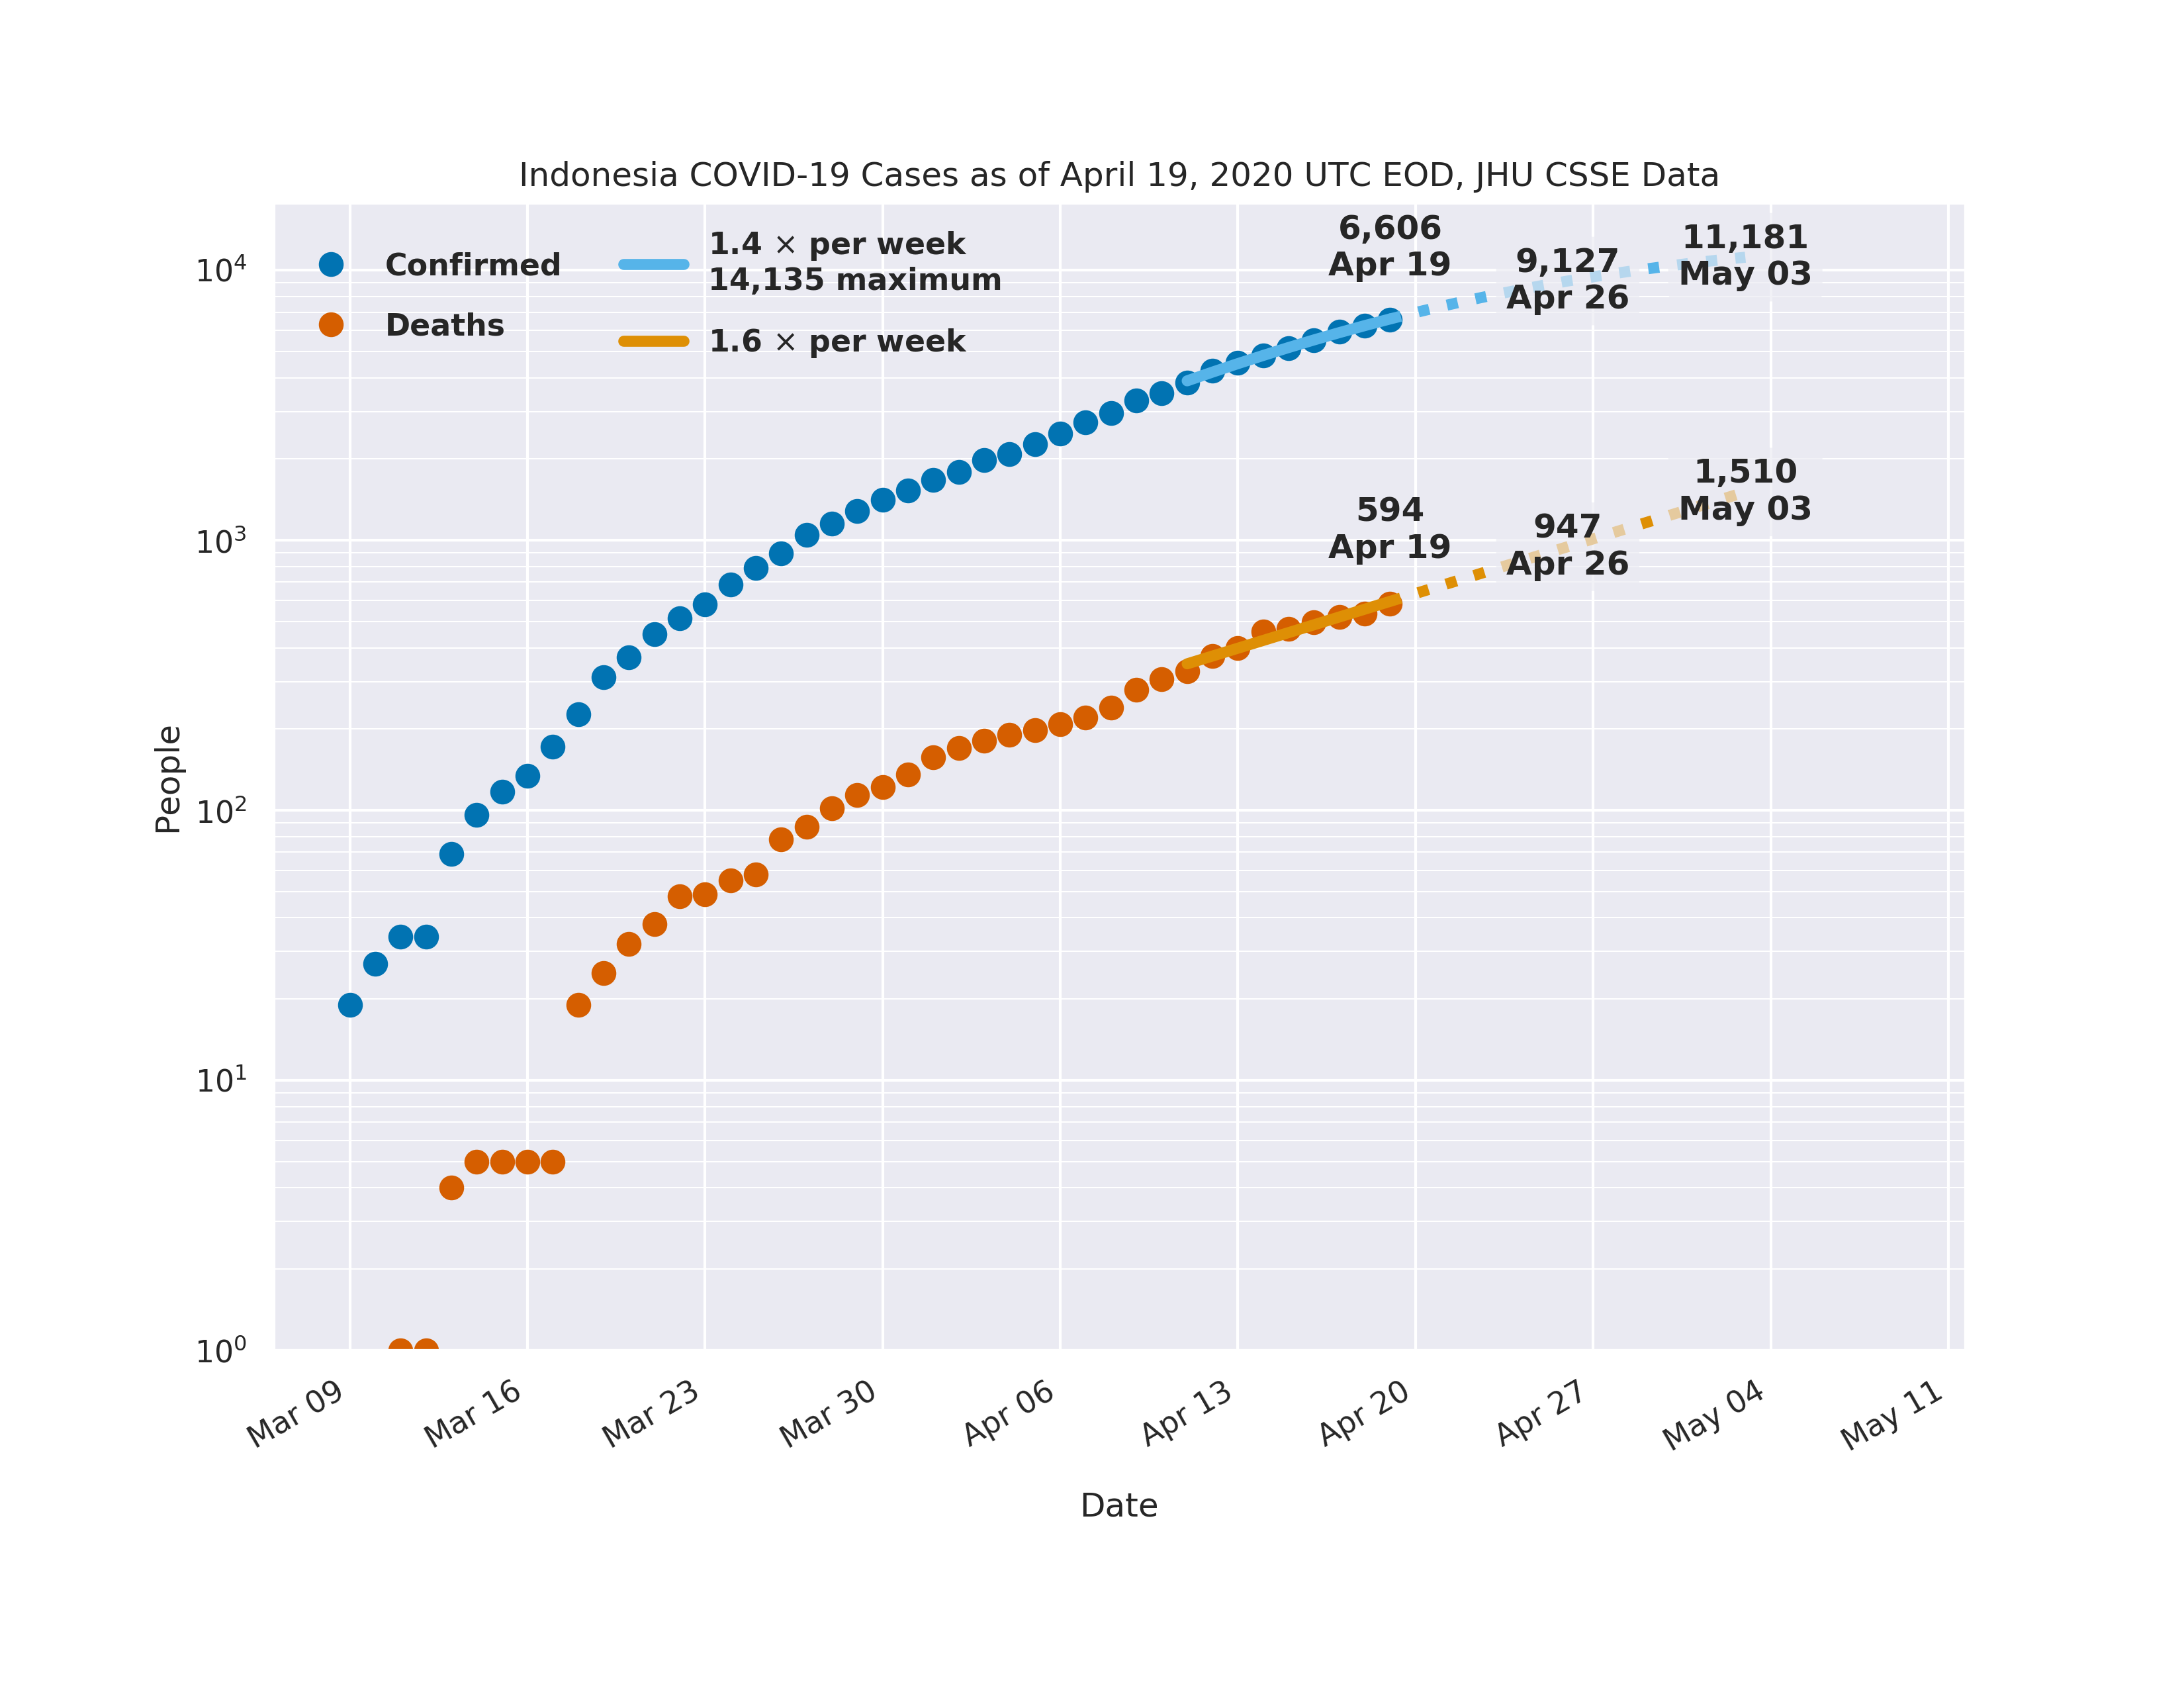 Indonesia COVID-19 Cases as of April 19, 2020 UTC EOD, JHU CSSE Data
Confirmed
Deaths
1.4 × per week
14,135 maximum
1.6 × per week
6,606
Apr 19
9,127
Apr 26
11,181
May 03
594
Apr 19
947
Apr 26
1,510
May 03
People
10⁴
10³
10²
10¹
10⁰
Mar 09
Mar 16
Mar 23
Mar 30
Apr 06
Apr 13
Apr 20
Apr 27
May 04
May 11
Date